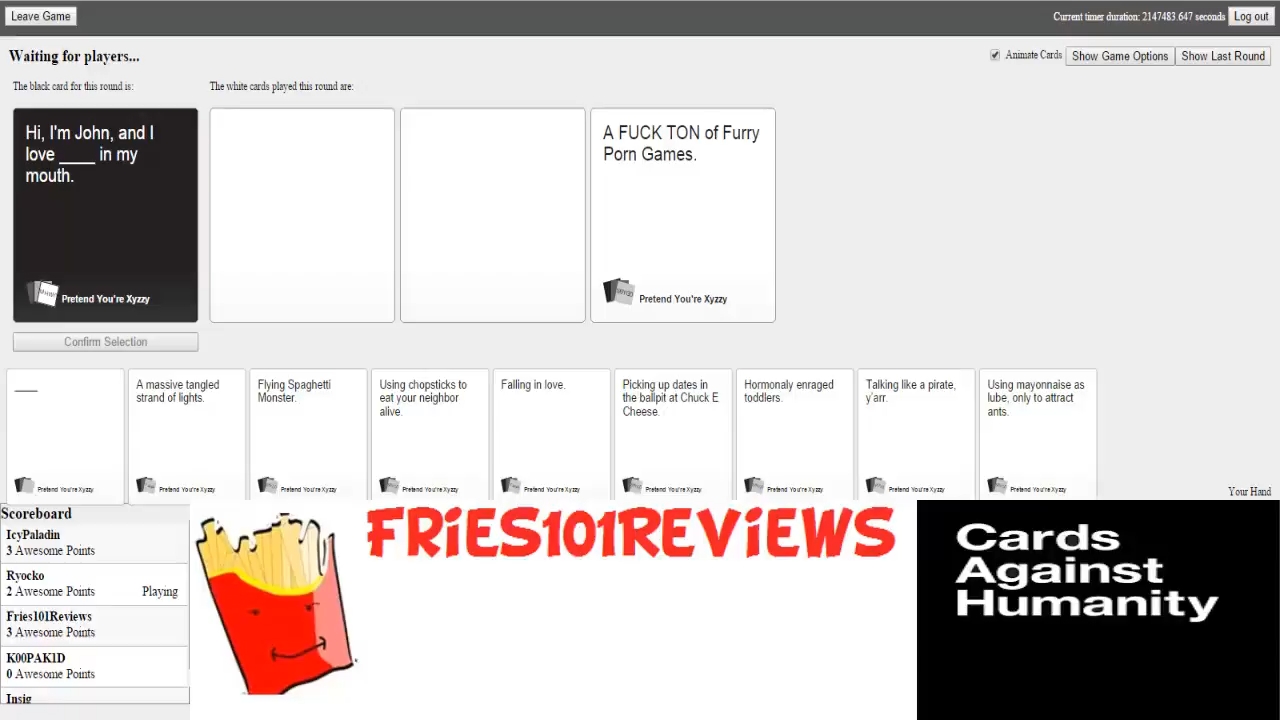 Leave Game
Current timer duration: 2147483.647 seconds
Log out
Waiting for players...
Animate Cards
Show Game Options
Show Last Round
The black card for this round is:
The white cards played this round are:
Hi, I'm John, and I
love ____ in my
mouth.
Pretend You're Xyzzy
A FUCK TON of Furry
Porn Games.
Pretend You're Xyzzy
Confirm Selection
____
Pretend You're Xyzzy
A massive tangled
strand of lights.
Pretend You're Xyzzy
Flying Spaghetti
Monster.
Pretend You're Xyzzy
Using chopsticks to
eat your neighbor
alive.
Pretend You're Xyzzy
Falling in love.
Pretend You're Xyzzy
Picking up dates in
the ballpit at Chuck E
Cheese.
Pretend You're Xyzzy
Hormonaly enraged
toddlers.
Pretend You're Xyzzy
Talking like a pirate,
y'arr.
Pretend You're Xyzzy
Using mayonnaise as
lube, only to attract
ants.
Pretend You're Xyzzy
Your Hand
Scoreboard
IcyPaladin
3 Awesome Points
Ryocko
2 Awesome Points
Playing
Fries101Reviews
3 Awesome Points
K00PAK1D
0 Awesome Points
Insig
FRiES101REViEWS
Cards
Against
Humanity